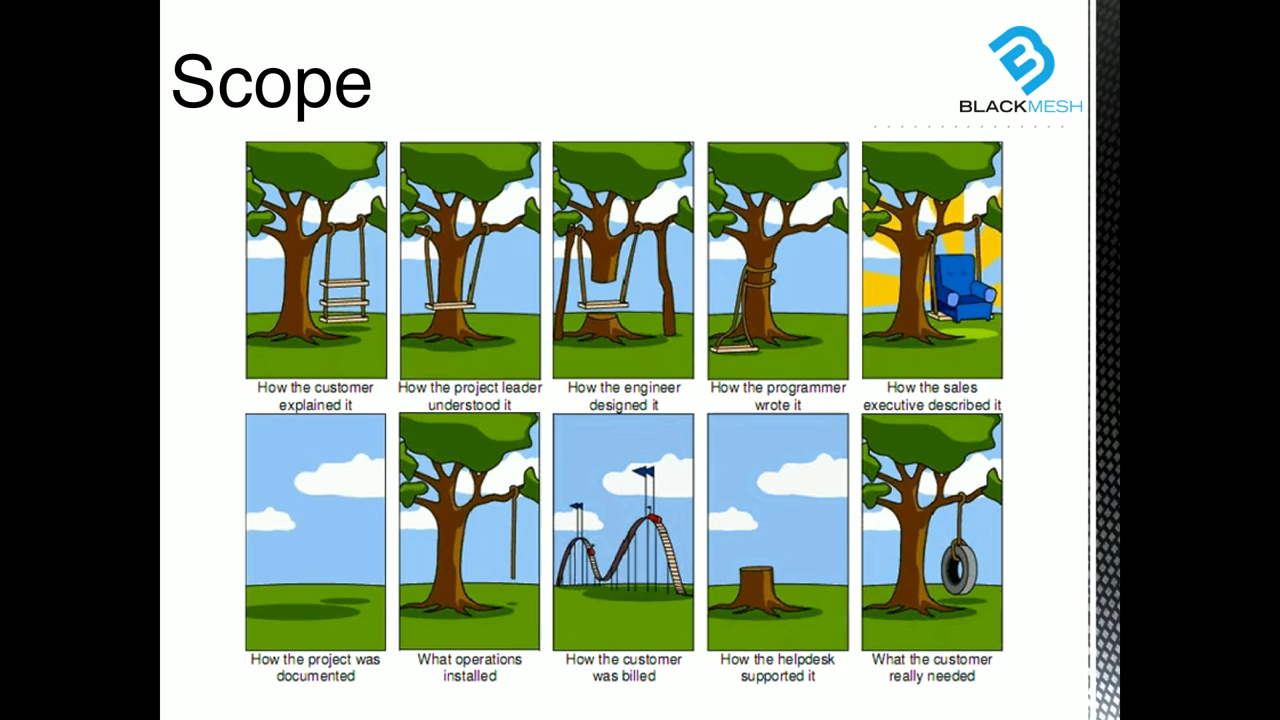 Scope
BLACKMESH
How the customer
explained it
How the project leader
understood it
How the engineer
designed it
How the programmer
wrote it
How the sales
executive described it
How the project was
documented
What operations
installed
How the customer
was billed
How the helpdesk
supported it
What the customer
really needed